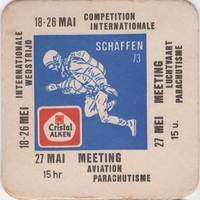 18-26 MAI COMPETITION
INTERNATIONALE
SCHAFFEN
73
MEETING
LUCHTVAART
PARACHUTISME
27 MEI 15 u.
27 MAI MEETING
15 hr AVIATION
PARACHUTISME
18-26 MEI INTERNATIONALE
WEDSTRIJD
Cristal
ALKEN